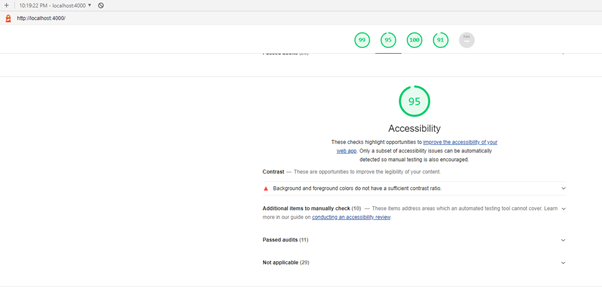 10:19:22 PM - localhost:4000
http://localhost:4000/
99 95 100 91
95
Accessibility
These checks highlight opportunities to improve the accessibility of your
web app. Only a subset of accessibility issues can be automatically
detected so manual testing is also encouraged.
Contrast — These are opportunities to improve the legibility of your content.
Background and foreground colors do not have a sufficient contrast ratio.
Additional items to manually check (10) — These items address areas which an automated testing tool cannot cover. Learn
more in our guide on conducting an accessibility review.
Passed audits (11)
Not applicable (29)